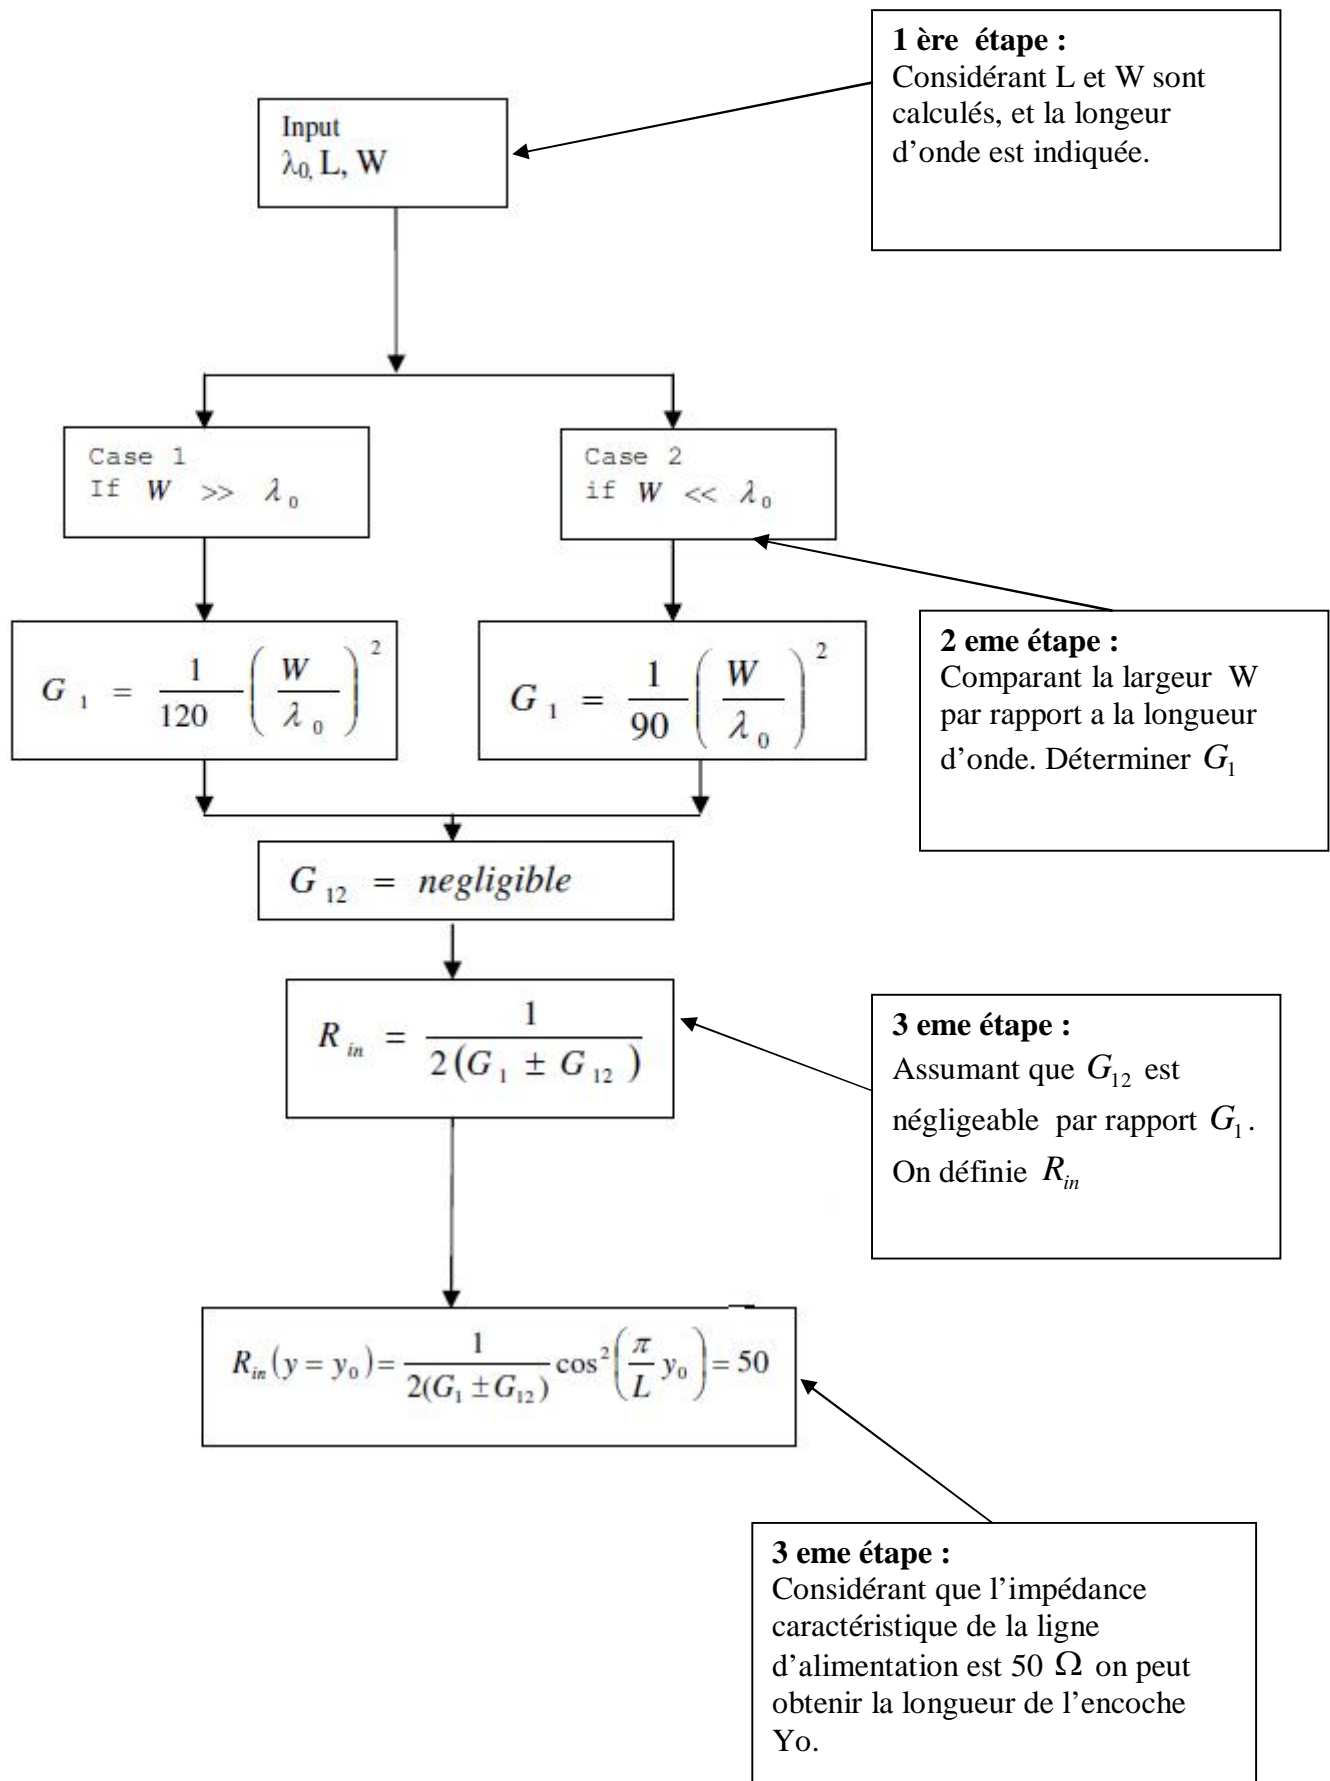 1 ère étape :
Considérant L et W sont
calculés, et la longeur
d'onde est indiquée.
Input
λ₀, L, W
Case 1
If W >> λ₀
Case 2
if W << λ₀
G₁ = 1/120 (W/λ₀)²
G₁ = 1/90 (W/λ₀)²
2 eme étape :
Comparant la largeur W
par rapport a la longueur
d'onde. Déterminer G₁
G₁₂ = negligible
R_in = 1/(2(G₁ ± G₁₂))
3 eme étape :
Assumant que G₁₂ est
négligeable par rapport G₁.
On définie R_in
R_in(y = y₀) = 1/(2(G₁ ± G₁₂)) cos²(π/L y₀) = 50
3 eme étape :
Considérant que l'impédance
caractéristique de la ligne
d'alimentation est 50 Ω on peut
obtenir la longueur de l'encoche
Yo.